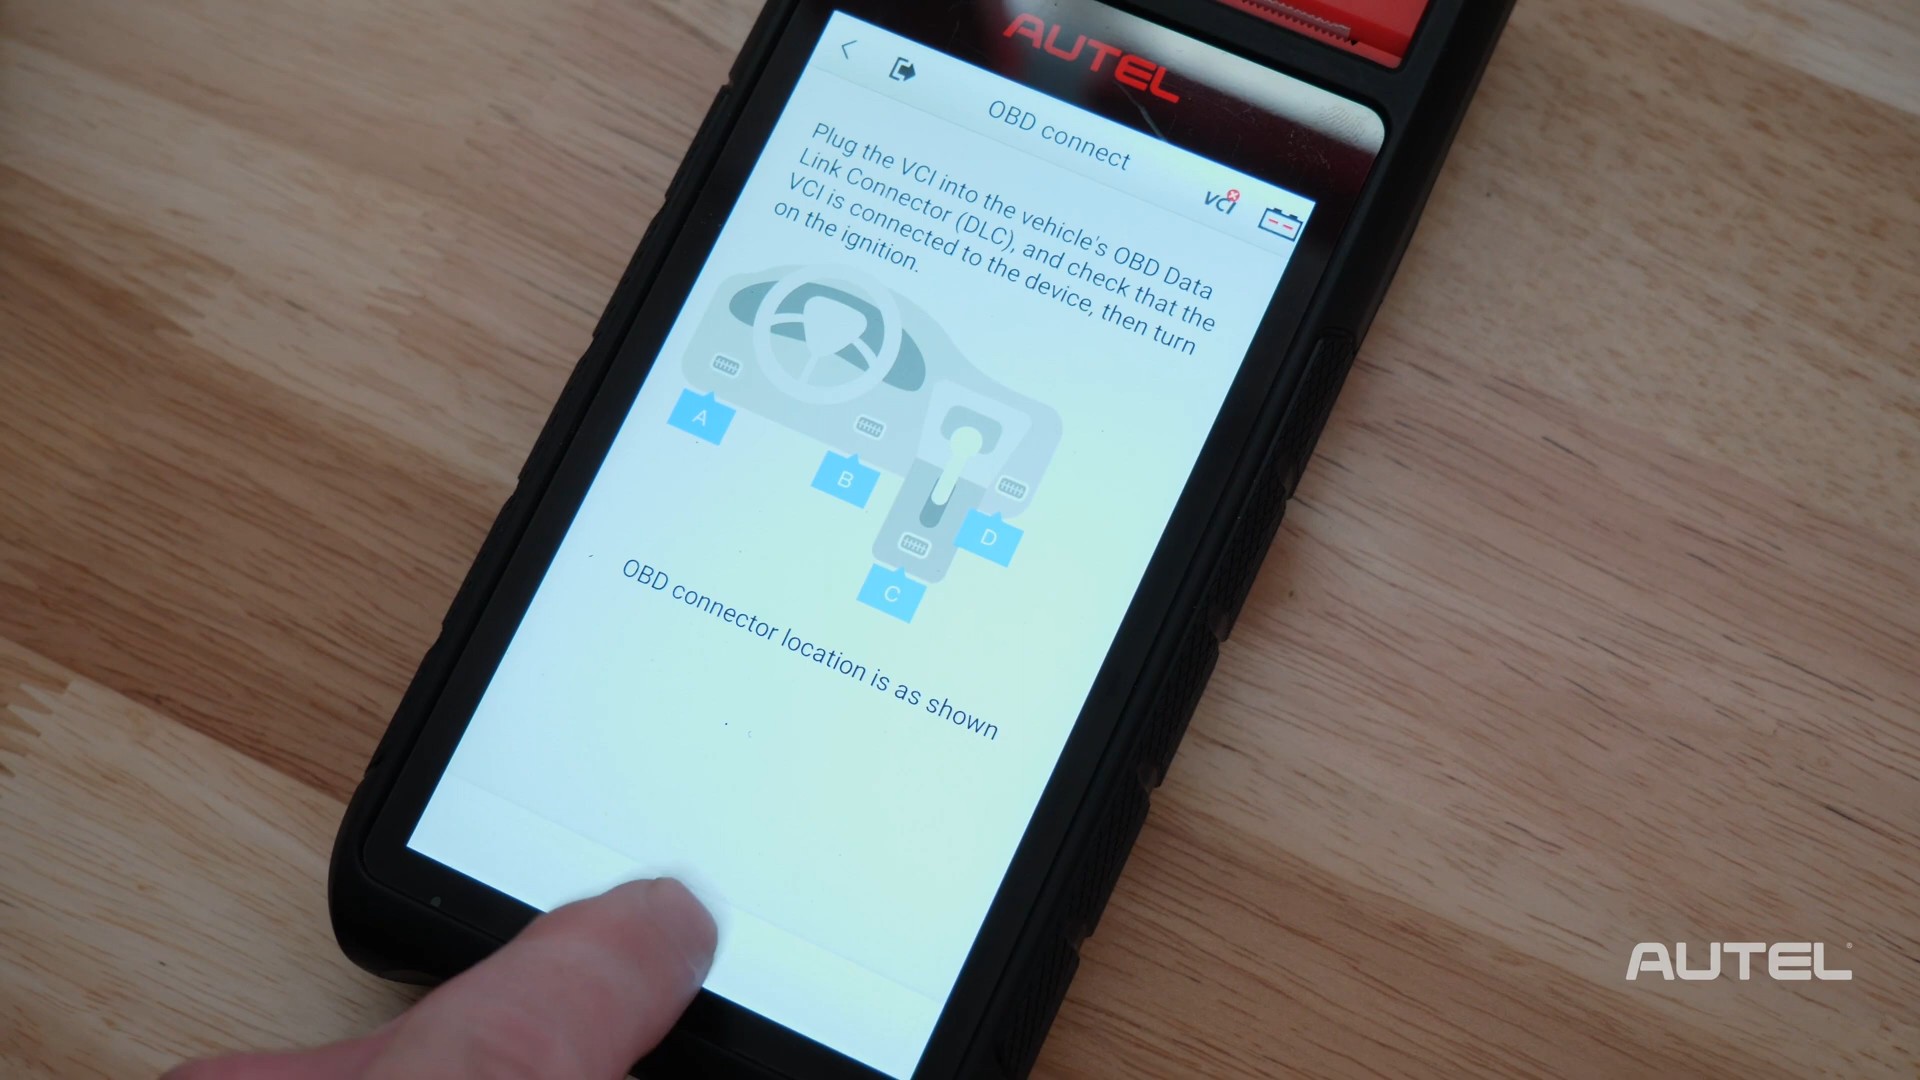 AUTEL
OBD connect
VCI
Plug the VCI into the vehicle's OBD Data
Link Connector (DLC), and check that the
VCI is connected to the device, then turn
on the ignition.
A
B
D
C
OBD connector location is as shown
AUTEL